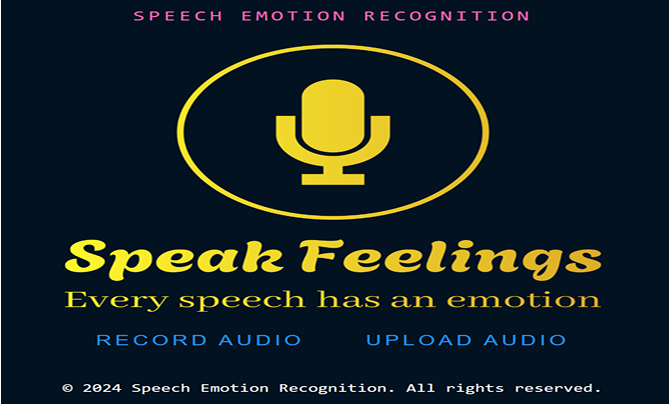 SPEECH EMOTION RECOGNITION
Speak Feelings
Every speech has an emotion
RECORD AUDIO UPLOAD AUDIO
© 2024 Speech Emotion Recognition. All rights reserved.